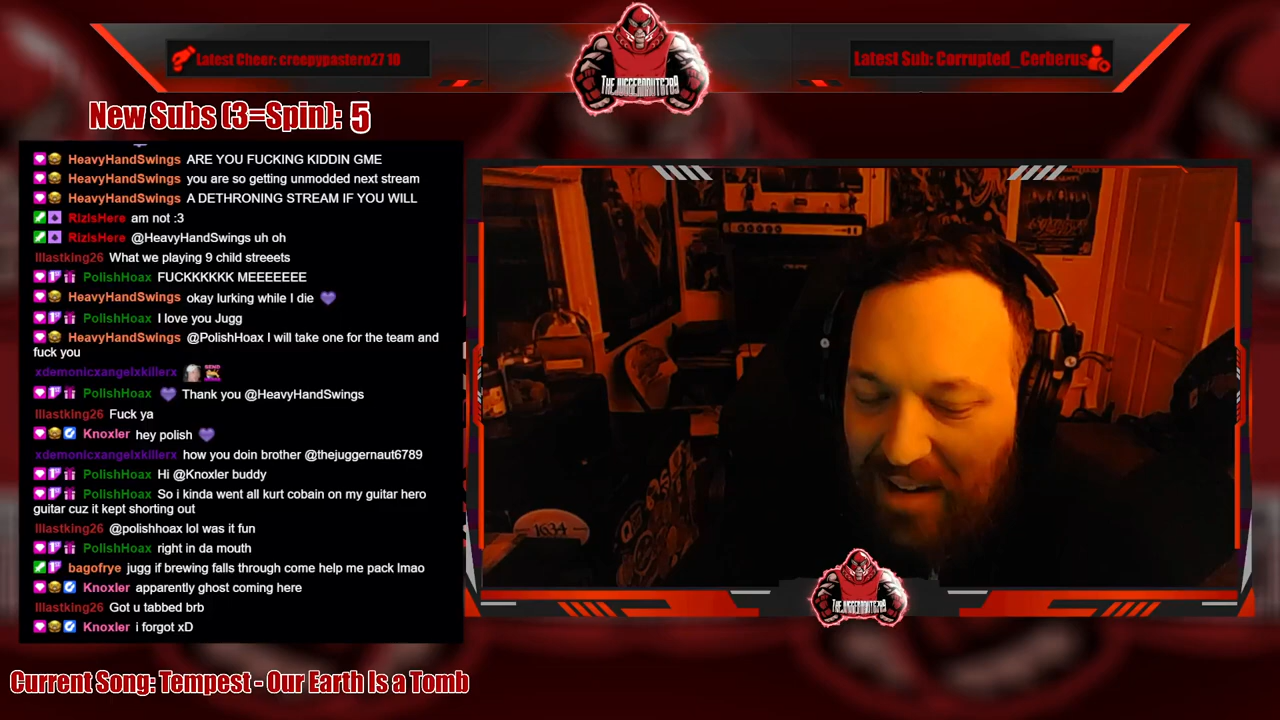 Latest Cheer: creepypastero27 10
THEJUGGERNAUT6789
Latest Sub: Corrupted_Cerberus
New Subs (3=Spin): 5
HeavyHandSwings ARE YOU FUCKING KIDDIN GME
HeavyHandSwings you are so getting unmodded next stream
HeavyHandSwings A DETHRONING STREAM IF YOU WILL
RizIsHere am not :3
RizIsHere @HeavyHandSwings uh oh
Illastking26 What we playing 9 child streeets
PolishHoax FUCKKKKKK MEEEEEEE
HeavyHandSwings okay lurking while I die
PolishHoax I love you Jugg
HeavyHandSwings @PolishHoax I will take one for the team and
fuck you
xdemonicxangelxkillerx
PolishHoax Thank you @HeavyHandSwings
Illastking26 Fuck ya
Knoxler hey polish
xdemonicxangelxkillerx how you doin brother @thejuggernaut6789
PolishHoax Hi @Knoxler buddy
PolishHoax So i kinda went all kurt cobain on my guitar hero
guitar cuz it kept shorting out
Illastking26 @polishhoax lol was it fun
PolishHoax right in da mouth
bagofrye jugg if brewing falls through come help me pack lmao
Knoxler apparently ghost coming here
Illastking26 Got u tabbed brb
Knoxler i forgot xD
1634
THEJUGGERNAUT6789
Current Song: Tempest - Our Earth Is a Tomb